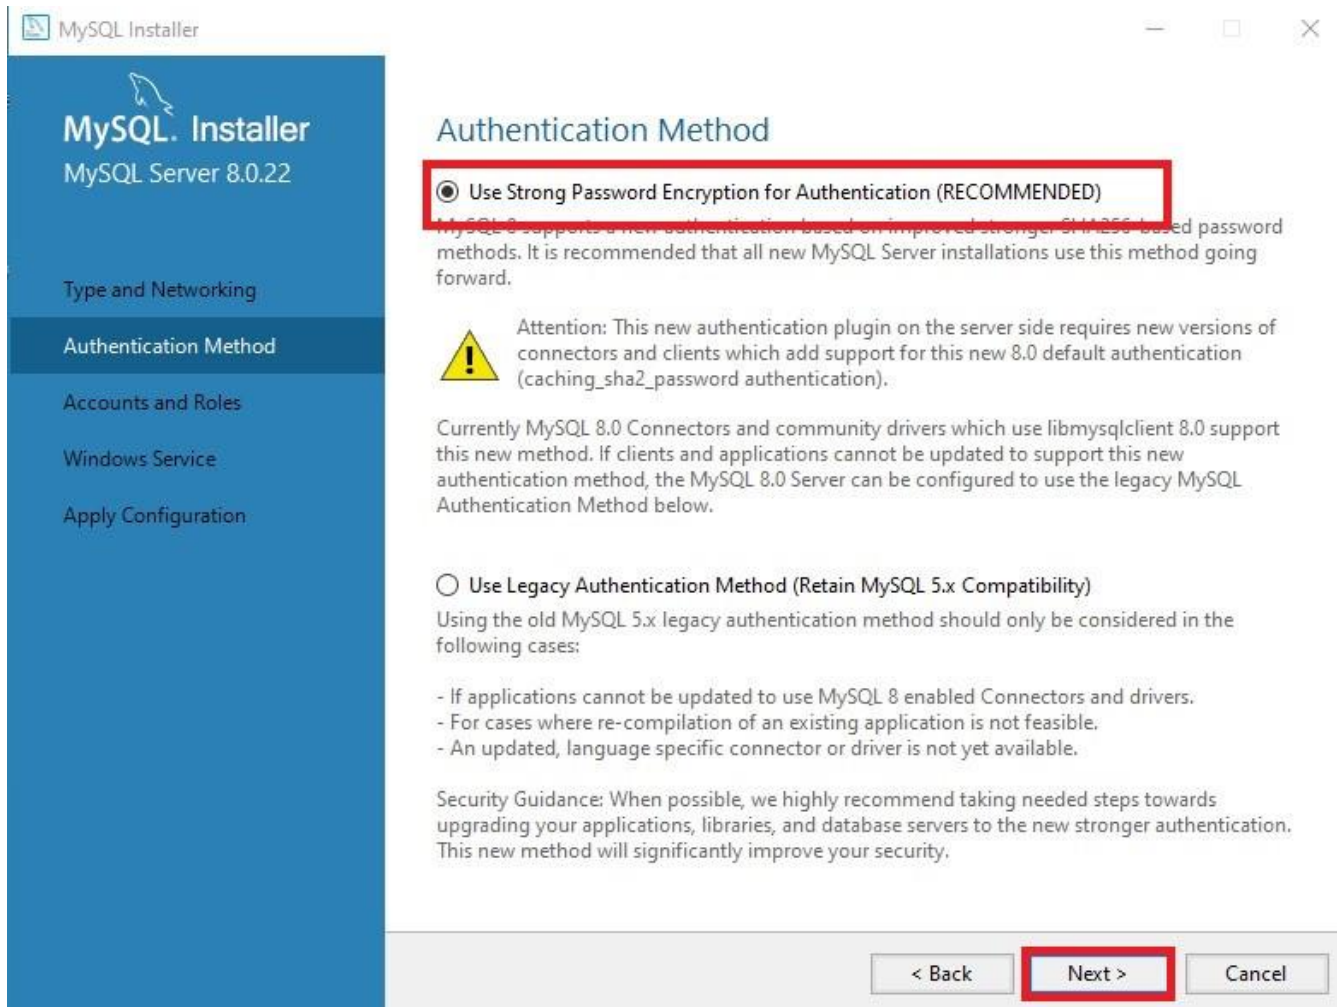 MySQL Installer
MySQL. Installer
MySQL Server 8.0.22
Type and Networking
Authentication Method
Accounts and Roles
Windows Service
Apply Configuration
Authentication Method
Use Strong Password Encryption for Authentication (RECOMMENDED)
MySQL 8 supports a new authentication based on improved stronger SHA256-based password
methods. It is recommended that all new MySQL Server installations use this method going
forward.
Attention: This new authentication plugin on the server side requires new versions of
connectors and clients which add support for this new 8.0 default authentication
(caching_sha2_password authentication).
Currently MySQL 8.0 Connectors and community drivers which use libmysqlclient 8.0 support
this new method. If clients and applications cannot be updated to support this new
authentication method, the MySQL 8.0 Server can be configured to use the legacy MySQL
Authentication Method below.
Use Legacy Authentication Method (Retain MySQL 5.x Compatibility)
Using the old MySQL 5.x legacy authentication method should only be considered in the
following cases:
- If applications cannot be updated to use MySQL 8 enabled Connectors and drivers.
- For cases where re-compilation of an existing application is not feasible.
- An updated, language specific connector or driver is not yet available.
Security Guidance: When possible, we highly recommend taking needed steps towards
upgrading your applications, libraries, and database servers to the new stronger authentication.
This new method will significantly improve your security.
< Back
Next >
Cancel